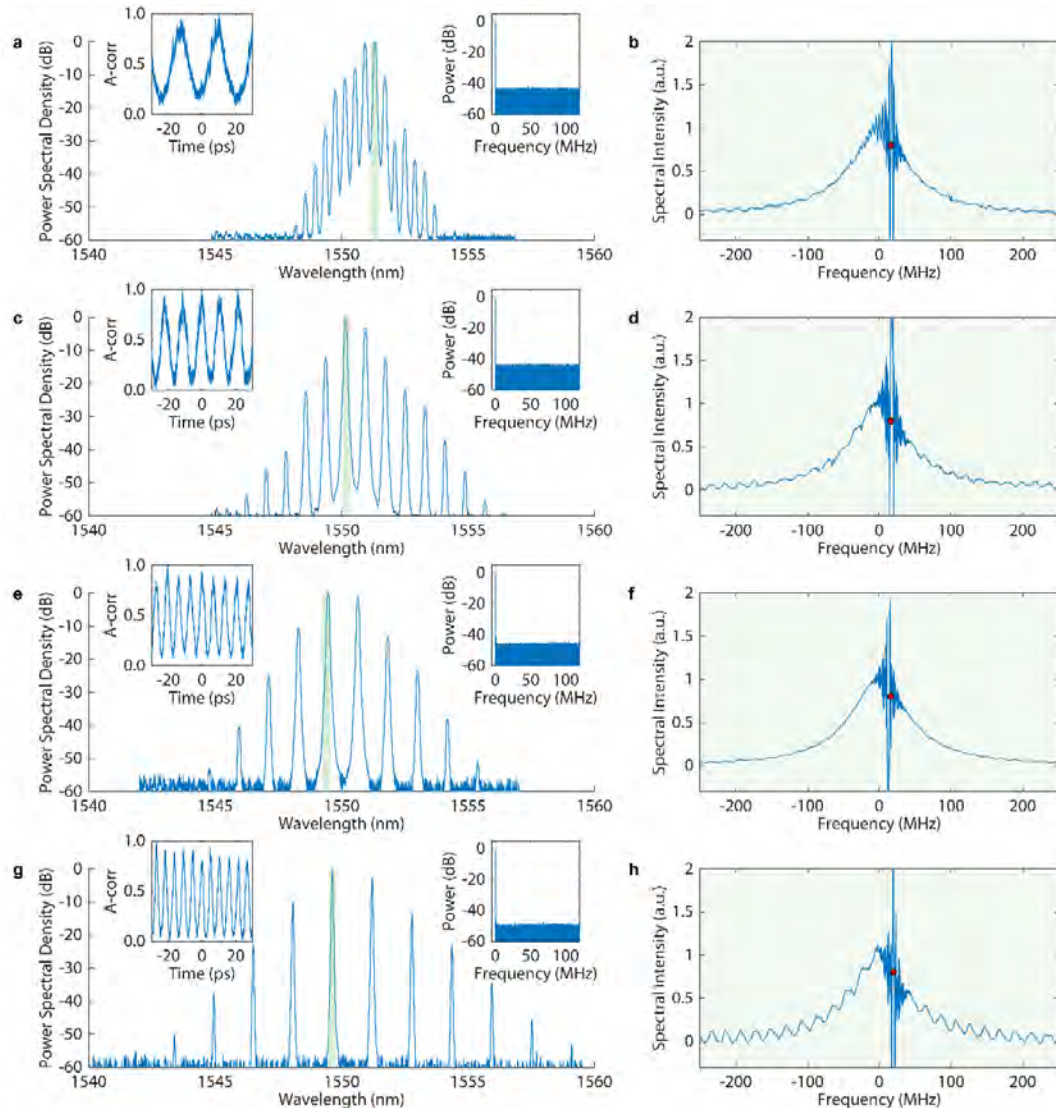 a
Power Spectral Density (dB)
0
-10
-20
-30
-40
-50
-60
1540
1545
1550
1555
1560
Wavelength (nm)
A-corr
1.0
0.5
0.0
-20 0 20
Time (ps)
Power (dB)
0
-20
-40
-60
0 50 100
Frequency (MHz)
b
Spectral Intensity (a.u.)
2
1.5
1
0.5
0
-200 -100 0 100 200
Frequency (MHz)
c
Power Spectral Density (dB)
0
-10
-20
-30
-40
-50
-60
1540
1545
1550
1555
1560
Wavelength (nm)
A-corr
1.0
0.5
0.0
-20 0 20
Time (ps)
Power (dB)
0
-20
-40
-60
0 50 100
Frequency (MHz)
d
Spectral Intensity (a.u.)
2
1.5
1
0.5
0
-200 -100 0 100 200
Frequency (MHz)
e
Power Spectral Density (dB)
0
-10
-20
-30
-40
-50
-60
1540
1545
1550
1555
1560
Wavelength (nm)
A-corr
1.0
0.5
0.0
-20 0 20
Time (ps)
Power (dB)
0
-20
-40
-60
0 50 100
Frequency (MHz)
f
Spectral Intensity (a.u.)
2
1.5
1
0.5
0
-200 -100 0 100 200
Frequency (MHz)
g
Power Spectral Density (dB)
0
-10
-20
-30
-40
-50
-60
1540
1545
1550
1555
1560
Wavelength (nm)
A-corr
1.0
0.5
0.0
-20 0 20
Time (ps)
Power (dB)
0
-20
-40
-60
0 50 100
Frequency (MHz)
h
Spectral Intensity (a.u.)
2
1.5
1
0.5
0
-200 -100 0 100 200
Frequency (MHz)